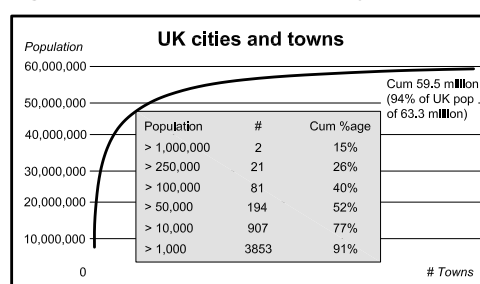 UK cities and towns
Population
60,000,000
50,000,000
40,000,000
30,000,000
20,000,000
10,000,000
0
Cum 59.5 million
(94% of UK pop .
of 63.3 million)
Population # Cum %age
> 1,000,000 2 15%
> 250,000 21 26%
> 100,000 81 40%
> 50,000 194 52%
> 10,000 907 77%
> 1,000 3853 91%
# Towns